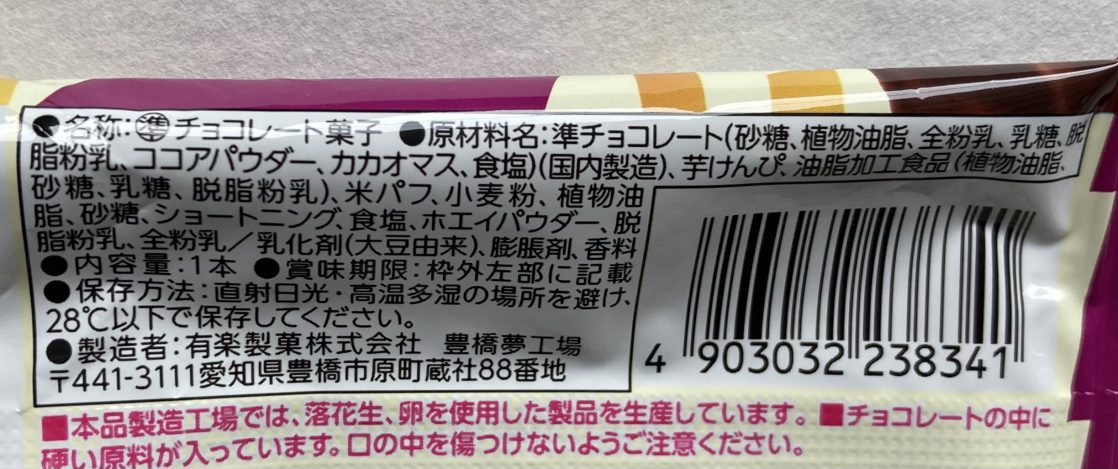 ●名称:㊜チョコレート菓子 ●原材料名:準チョコレート(砂糖、植物油脂、全粉乳、乳糖、脱
脂粉乳、ココアパウダー、カカオマス、食塩)(国内製造)、芋けんぴ、油脂加工食品(植物油脂、
砂糖、乳糖、脱脂粉乳)、米パフ、小麦粉、植物油
脂、砂糖、ショートニング、食塩、ホエイパウダー、脱
脂粉乳、全粉乳/乳化剤(大豆由来)、膨脹剤、香料
●内容量:1本 ●賞味期限:枠外左部に記載
●保存方法:直射日光・高温多湿の場所を避け、
28℃以下で保存してください。
●製造者:有楽製菓株式会社 豊橋夢工場
〒441-3111愛知県豊橋市原町蔵社88番地
4 903032 238341
■本品製造工場では、落花生、卵を使用した製品を生産しています。■チョコレートの中に
硬い原料が入っています。口の中を傷つけないようご注意ください。